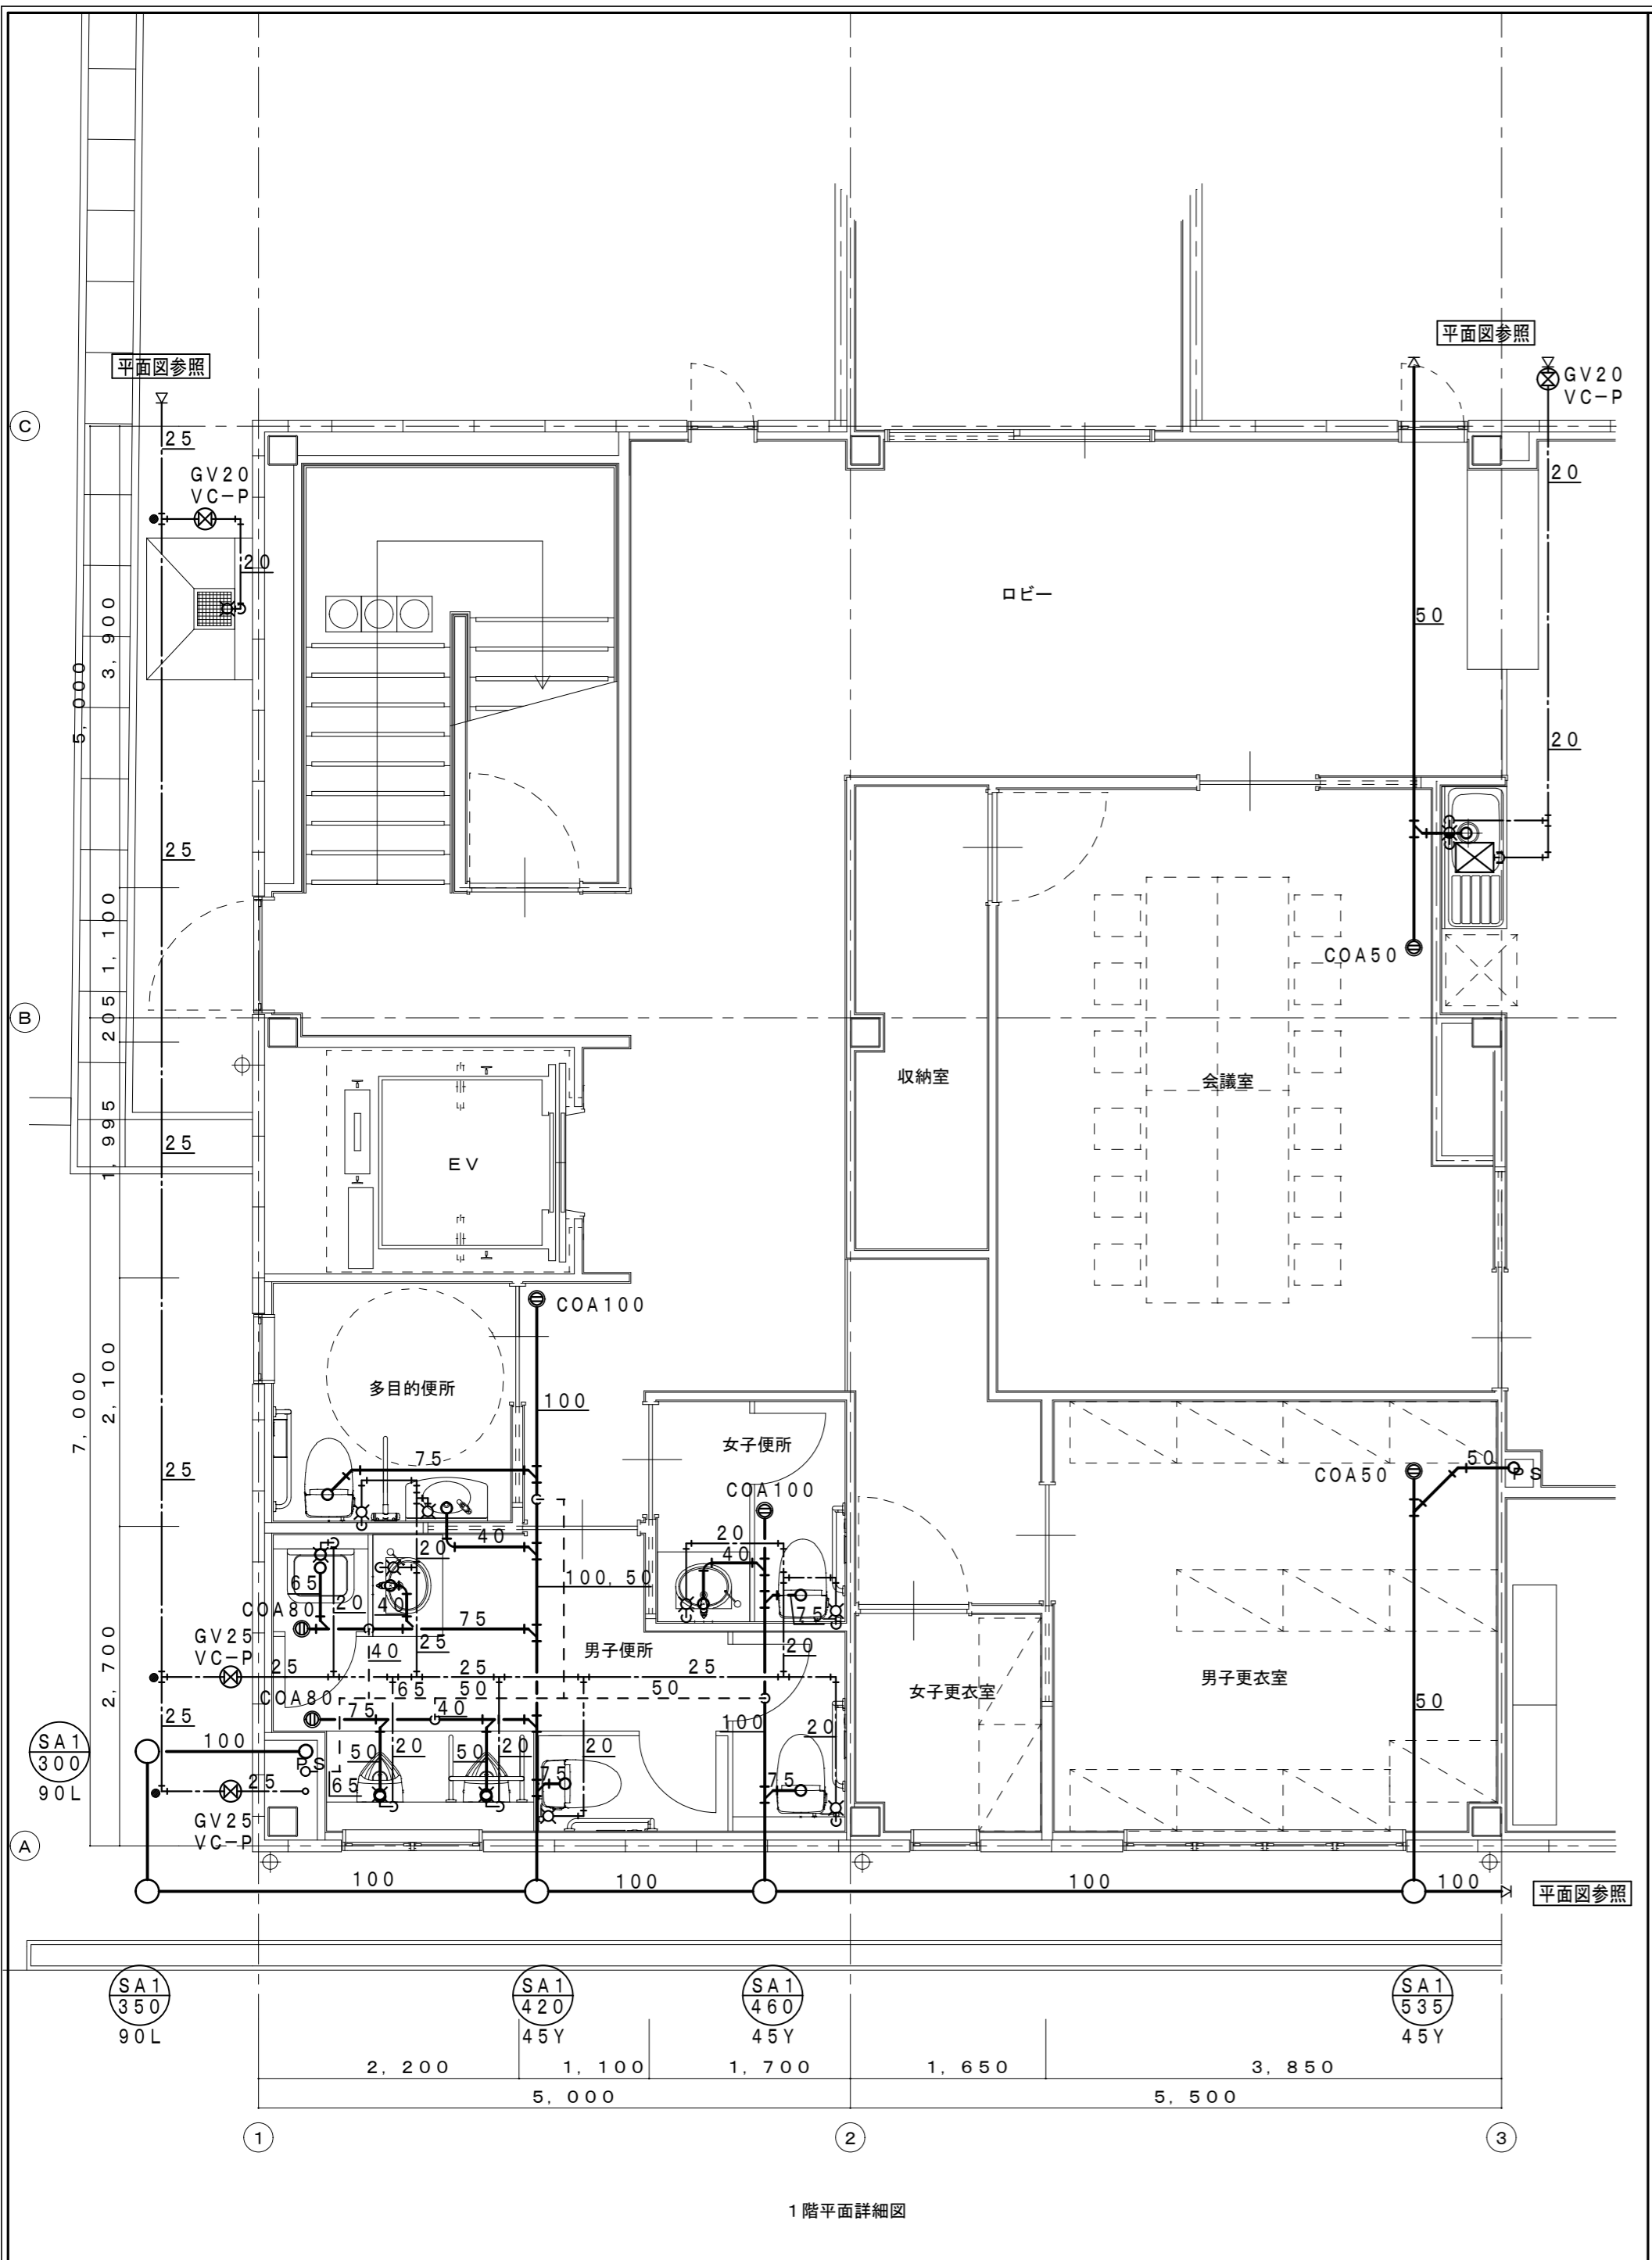 平面図参照
平面図参照
GV20
VC-P
C
25
GV20
VC-P
20
20
ロビー
50
3,900
5,000
20
25
1,100
COA50
205
B
収納室
会議室
1,995
25
EV
COA100
7,000
2,100
多目的便所
100
女子便所
75
25
COA50
50
PS
COA100
20
40
20
40
65
100,50
20
40
75
COA80
75
GV25
VC-P
40
25
男子便所
20
2,700
25
25
25
65
50
50
女子更衣室
男子更衣室
COA80
25
75
40
100
20
50
SA1
300
90L
100
PS
50
20
50
20
20
25
65
75
75
GV25
VC-P
A
100
100
100
100
平面図参照
SA1
350
90L
SA1
420
45Y
SA1
460
45Y
SA1
535
45Y
2,200
1,100
1,700
1,650
3,850
5,000
5,500
1
2
3
1階平面詳細図